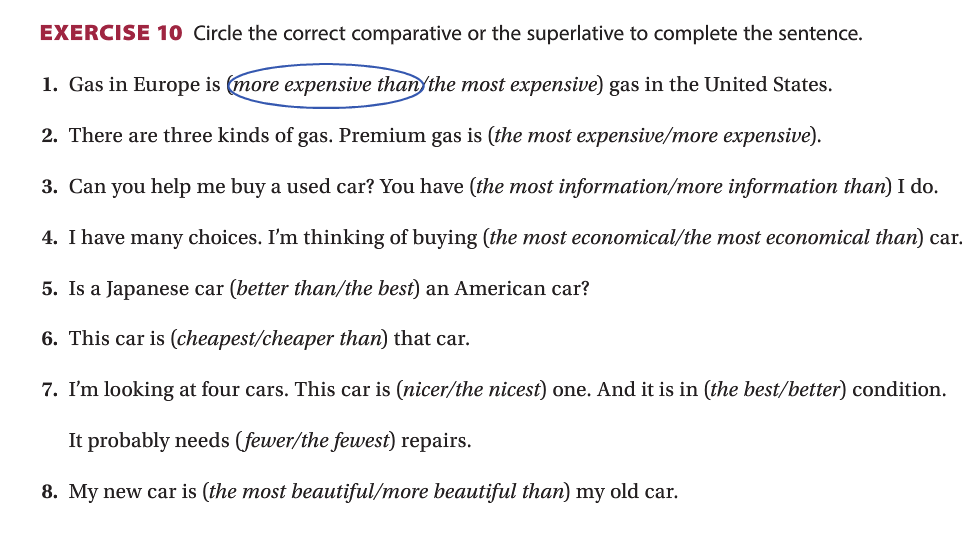 EXERCISE 10 Circle the correct comparative or the superlative to complete the sentence.
1. Gas in Europe is (more expensive than/the most expensive) gas in the United States.
2. There are three kinds of gas. Premium gas is (the most expensive/more expensive).
3. Can you help me buy a used car? You have (the most information/more information than) I do.
4. I have many choices. I'm thinking of buying (the most economical/the most economical than) car.
5. Is a Japanese car (better than/the best) an American car?
6. This car is (cheapest/cheaper than) that car.
7. I'm looking at four cars. This car is (nicer/the nicest) one. And it is in (the best/better) condition.
It probably needs (fewer/the fewest) repairs.
8. My new car is (the most beautiful/more beautiful than) my old car.